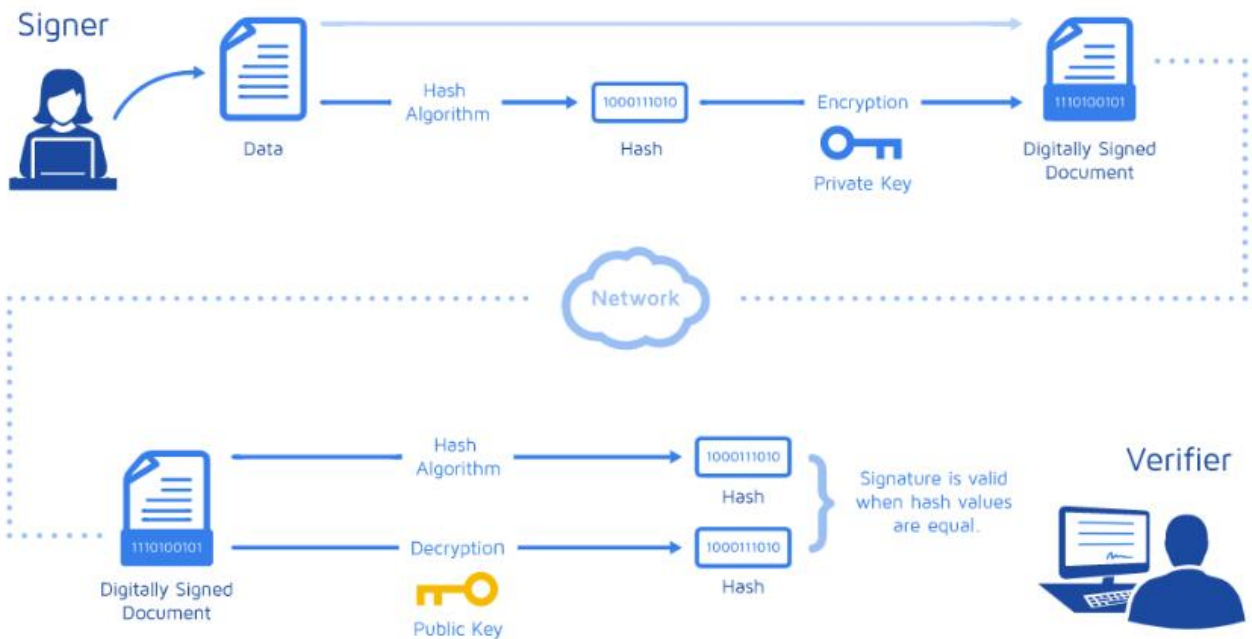 Signer
Hash
Algorithm
1000111010
Encryption
1110100101
Data
Hash
Private Key
Digitally Signed
Document
Network
Hash
Algorithm
1000111010
Hash
Signature is valid
when hash values
are equal.
Verifier
1110100101
Decryption
1000111010
Hash
Digitally Signed
Document
Public Key